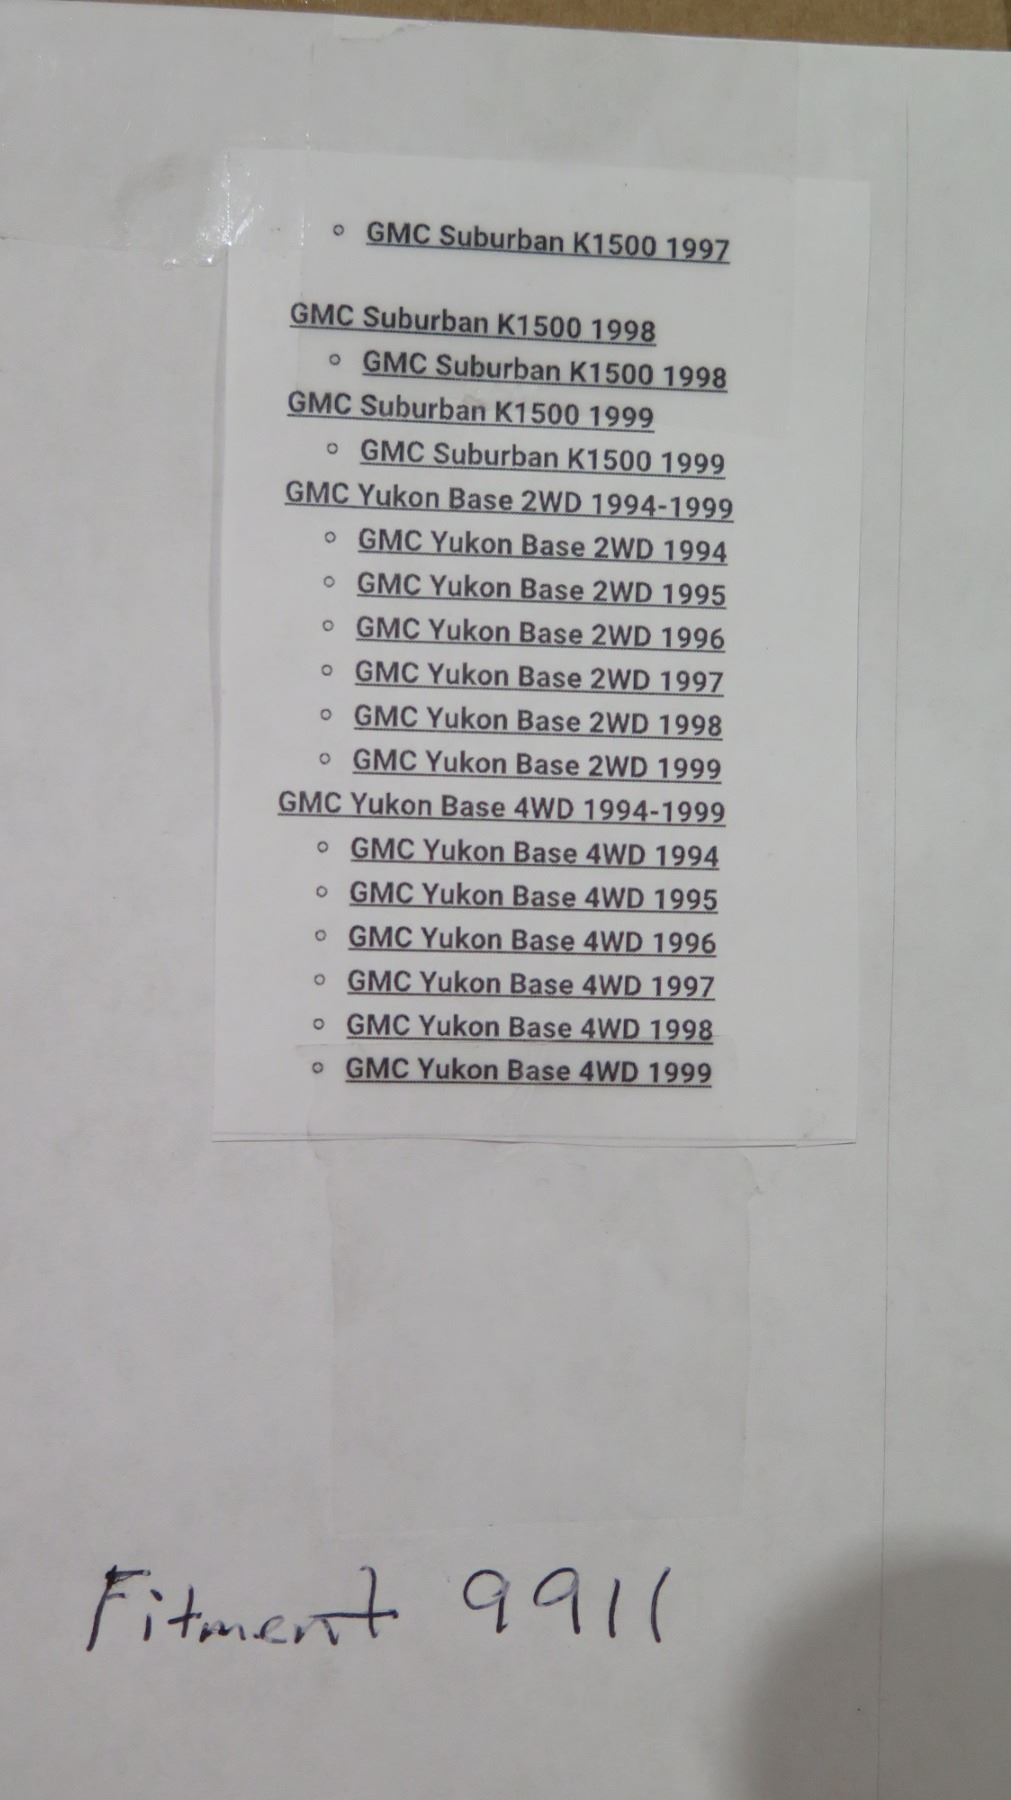 GMC Suburban K1500 1997
GMC Suburban K1500 1998
GMC Suburban K1500 1998
GMC Suburban K1500 1999
GMC Suburban K1500 1999
GMC Yukon Base 2WD 1994-1999
GMC Yukon Base 2WD 1994
GMC Yukon Base 2WD 1995
GMC Yukon Base 2WD 1996
GMC Yukon Base 2WD 1997
GMC Yukon Base 2WD 1998
GMC Yukon Base 2WD 1999
GMC Yukon Base 4WD 1994-1999
GMC Yukon Base 4WD 1994
GMC Yukon Base 4WD 1995
GMC Yukon Base 4WD 1996
GMC Yukon Base 4WD 1997
GMC Yukon Base 4WD 1998
GMC Yukon Base 4WD 1999
Fitment 9911